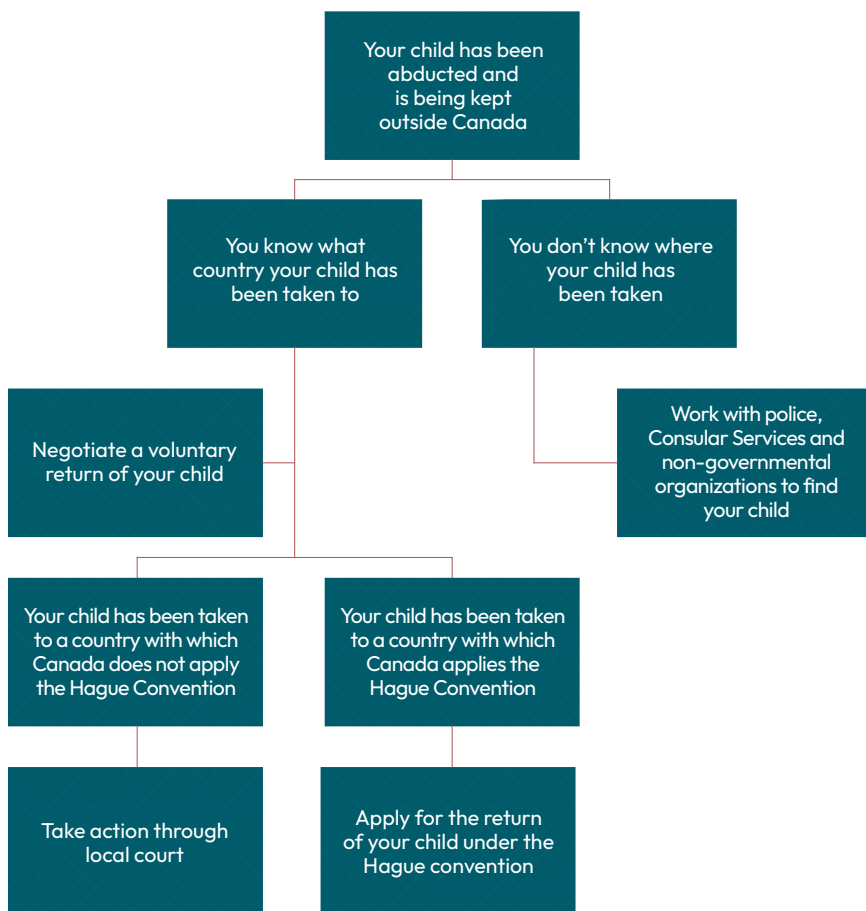 Your child has been
abducted and
is being kept
outside Canada
You know what
country your child has
been taken to
You don’t know where
your child has
been taken
Negotiate a voluntary
return of your child
Work with police,
Consular Services and
non-governmental
organizations to find
your child
Your child has been taken
to a country with which
Canada does not apply
the Hague Convention
Your child has been taken
to a country with which
Canada applies the
Hague Convention
Take action through
local court
Apply for the return
of your child under the
Hague convention